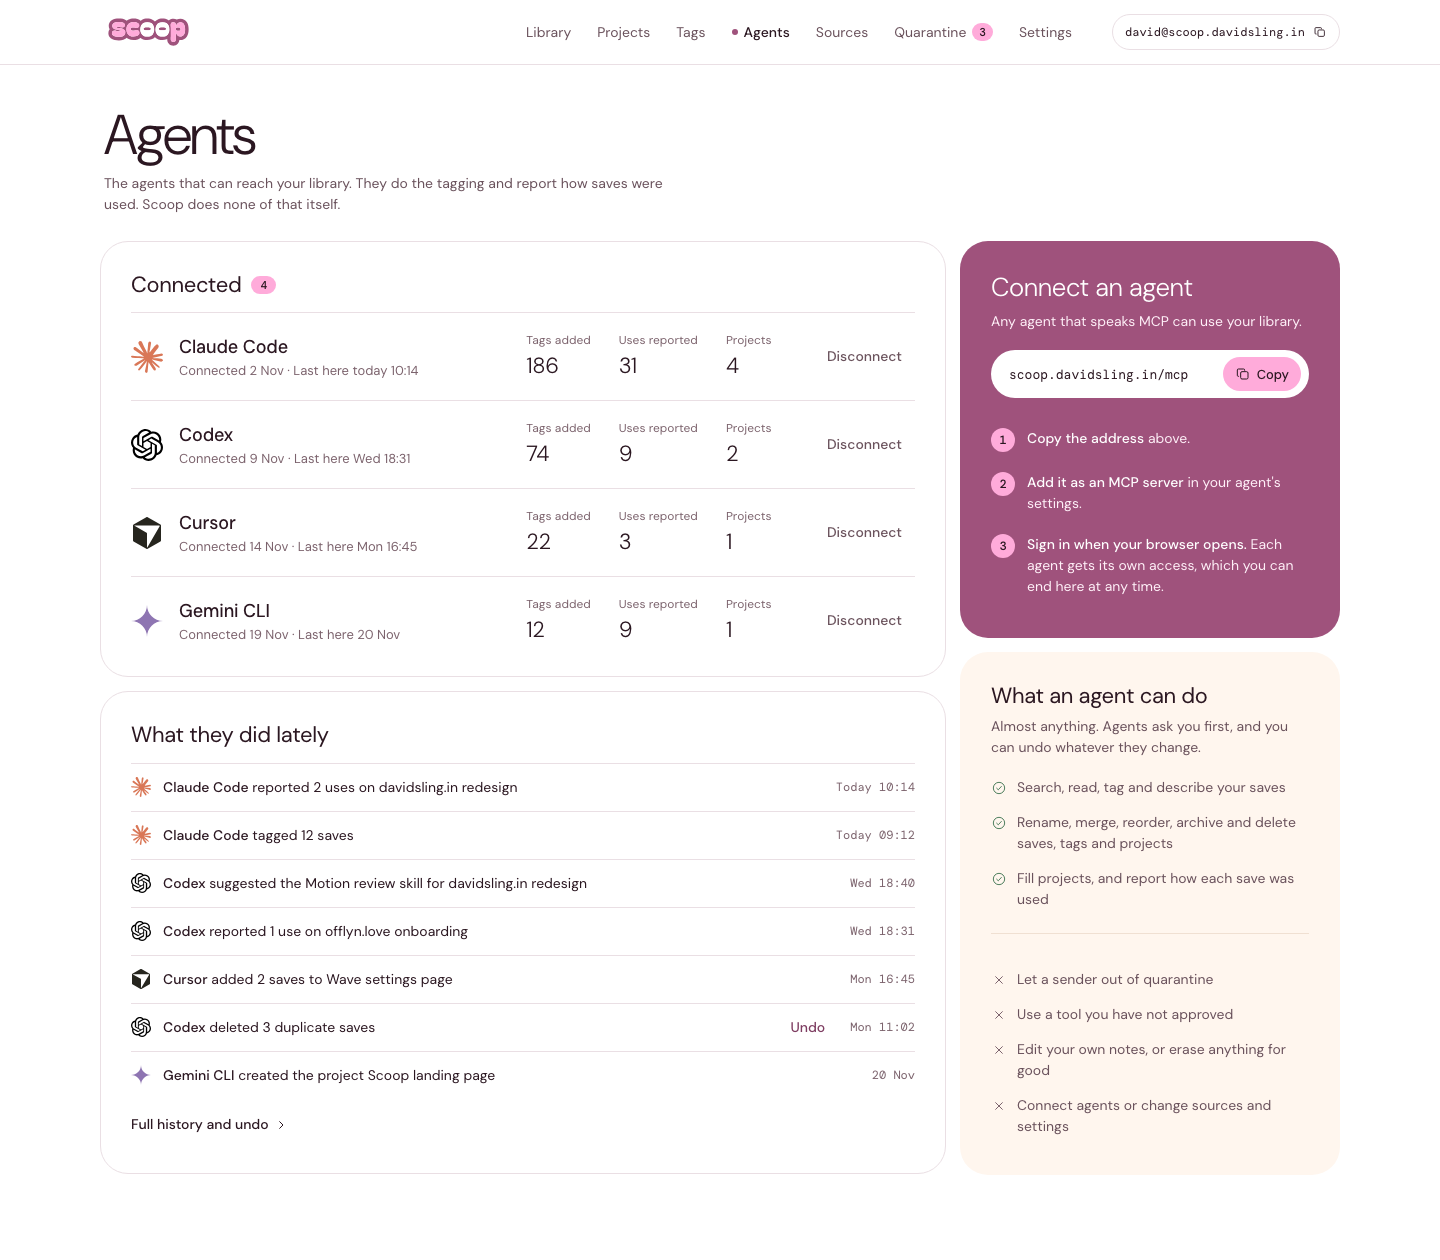 scoop
Library
Projects
Tags
Agents
Sources
Quarantine 3
Settings
david@scoop.davidsling.in
Agents
The agents that can reach your library. They do the tagging and report how saves were
used. Scoop does none of that itself.
Connected 4
Claude Code
Connected 2 Nov · Last here today 10:14
Tags added
186
Uses reported
31
Projects
4
Disconnect
Codex
Connected 9 Nov · Last here Wed 18:31
Tags added
74
Uses reported
9
Projects
2
Disconnect
Cursor
Connected 14 Nov · Last here Mon 16:45
Tags added
22
Uses reported
3
Projects
1
Disconnect
Gemini CLI
Connected 19 Nov · Last here 20 Nov
Tags added
12
Uses reported
9
Projects
1
Disconnect
What they did lately
Claude Code reported 2 uses on davidsling.in redesign
Today 10:14
Claude Code tagged 12 saves
Today 09:12
Codex suggested the Motion review skill for davidsling.in redesign
Wed 18:40
Codex reported 1 use on offlyn.love onboarding
Wed 18:31
Cursor added 2 saves to Wave settings page
Mon 16:45
Codex deleted 3 duplicate saves
Undo
Mon 11:02
Gemini CLI created the project Scoop landing page
20 Nov
Full history and undo
Connect an agent
Any agent that speaks MCP can use your library.
scoop.davidsling.in/mcp
Copy
1 Copy the address above.
2 Add it as an MCP server in your agent's
settings.
3 Sign in when your browser opens. Each
agent gets its own access, which you can
end here at any time.
What an agent can do
Almost anything. Agents ask you first, and you
can undo whatever they change.
Search, read, tag and describe your saves
Rename, merge, reorder, archive and delete
saves, tags and projects
Fill projects, and report how each save was
used
Let a sender out of quarantine
Use a tool you have not approved
Edit your own notes, or erase anything for
good
Connect agents or change sources and
settings